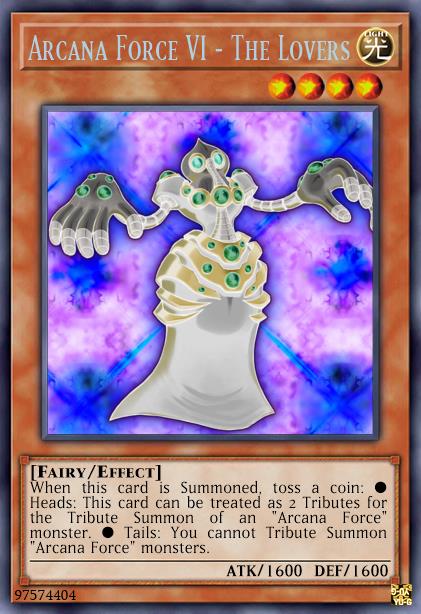 ARCANA FORCE VI - THE LOVERS
LIGHT
光
[FAIRY/EFFECT]
When this card is Summoned, toss a coin: ●
Heads: This card can be treated as 2 Tributes for
the Tribute Summon of an "Arcana Force"
monster. ● Tails: You cannot Tribute Summon
"Arcana Force" monsters.
ATK/1600 DEF/1600
97574404